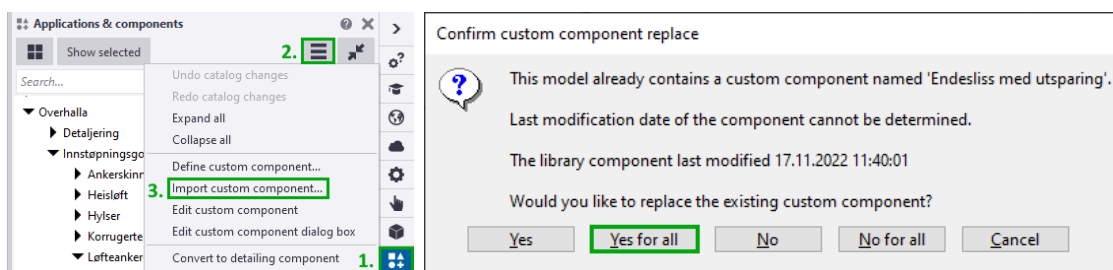 Applications & components
Show selected
2.
Search...
Undo catalog changes
Redo catalog changes
Expand all
Collapse all
Define custom component...
3. Import custom component...
Edit custom component
Edit custom component dialog box
Convert to detailing component
1.
Overhalla
Detaljering
Innstøpningsgo
Ankerskinn
Heisløft
Hylser
Korrugerte
Løfteanker
Confirm custom component replace
This model already contains a custom component named 'Endesliss med utsparing'.
Last modification date of the component cannot be determined.
The library component last modified 17.11.2022 11:40:01
Would you like to replace the existing custom component?
Yes
Yes for all
No
No for all
Cancel